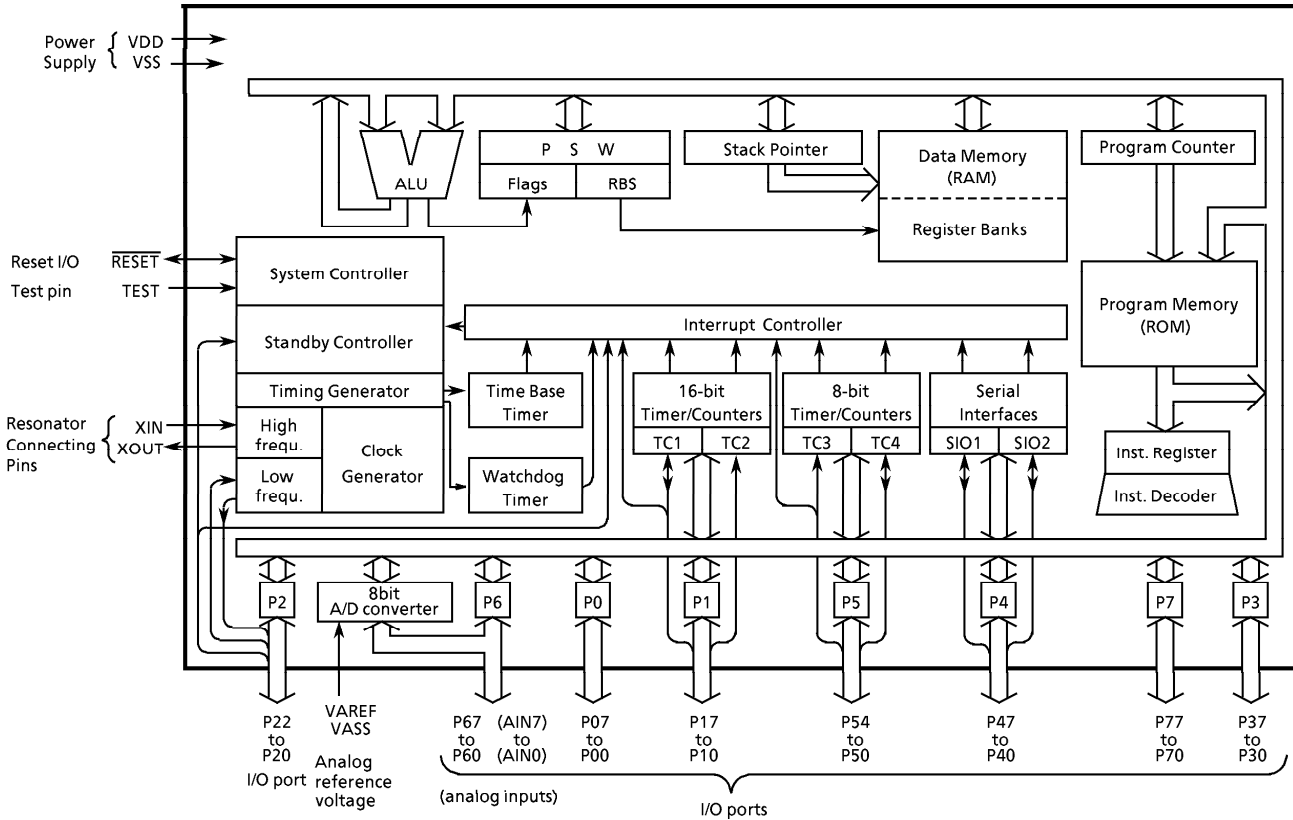 Power
Supply
VDD
VSS
P S W
Flags
RBS
ALU
Stack Pointer
Data Memory
(RAM)
Register Banks
Program Counter
Reset I/O
RESET
Test pin
TEST
System Controller
Standby Controller
Timing Generator
Interrupt Controller
Program Memory
(ROM)
Time Base
Timer
16-bit
Timer/Counters
TC1
TC2
8-bit
Timer/Counters
TC3
TC4
Serial
Interfaces
SIO1
SIO2
Resonator
Connecting
Pins
XIN
XOUT
High
frequ.
Low
frequ.
Clock
Generator
Watchdog
Timer
Inst. Register
Inst. Decoder
P2
8bit
A/D converter
P6
P0
P1
P5
P4
P7
P3
P22
to
P20
I/O port
VAREF
VASS
Analog
reference
voltage
P67
to
P60
(AIN7)
to
(AIN0)
(analog inputs)
P07
to
P00
P17
to
P10
P54
to
P50
P47
to
P40
P77
to
P70
P37
to
P30
I/O ports